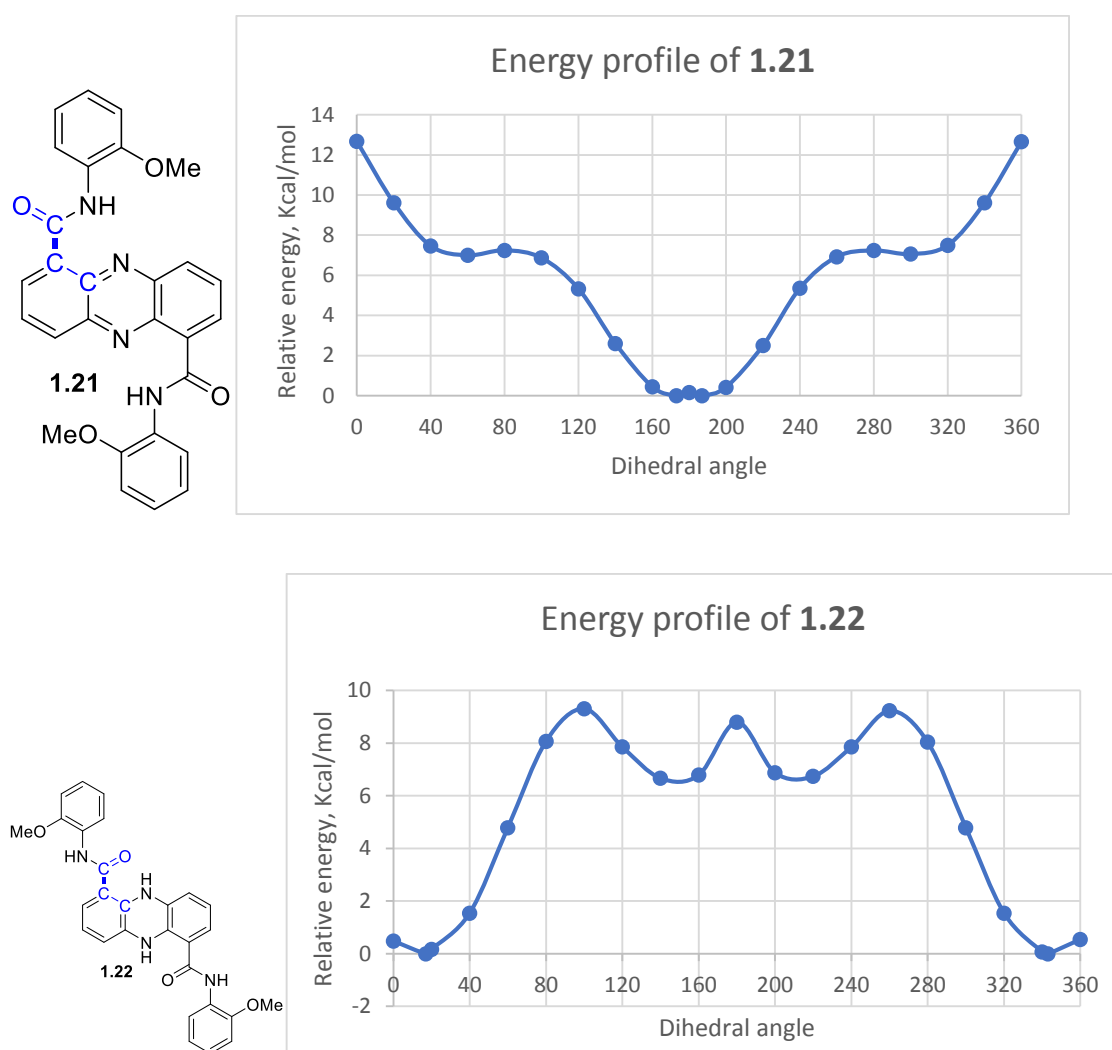 Energy profile of 1.21
Relative energy, Kcal/mol
14
12
10
8
6
4
2
0
0 40 80 120 160 200 240 280 320 360
Dihedral angle
OMe
O
C
NH
C
N
C
N
1.21
HN
O
MeO
Energy profile of 1.22
Relative energy, Kcal/mol
10
8
6
4
2
0
-2
0 40 80 120 160 200 240 280 320 360
Dihedral angle
MeO
HN
O
C
C
H
N
C
N
H
1.22
O
NH
OMe